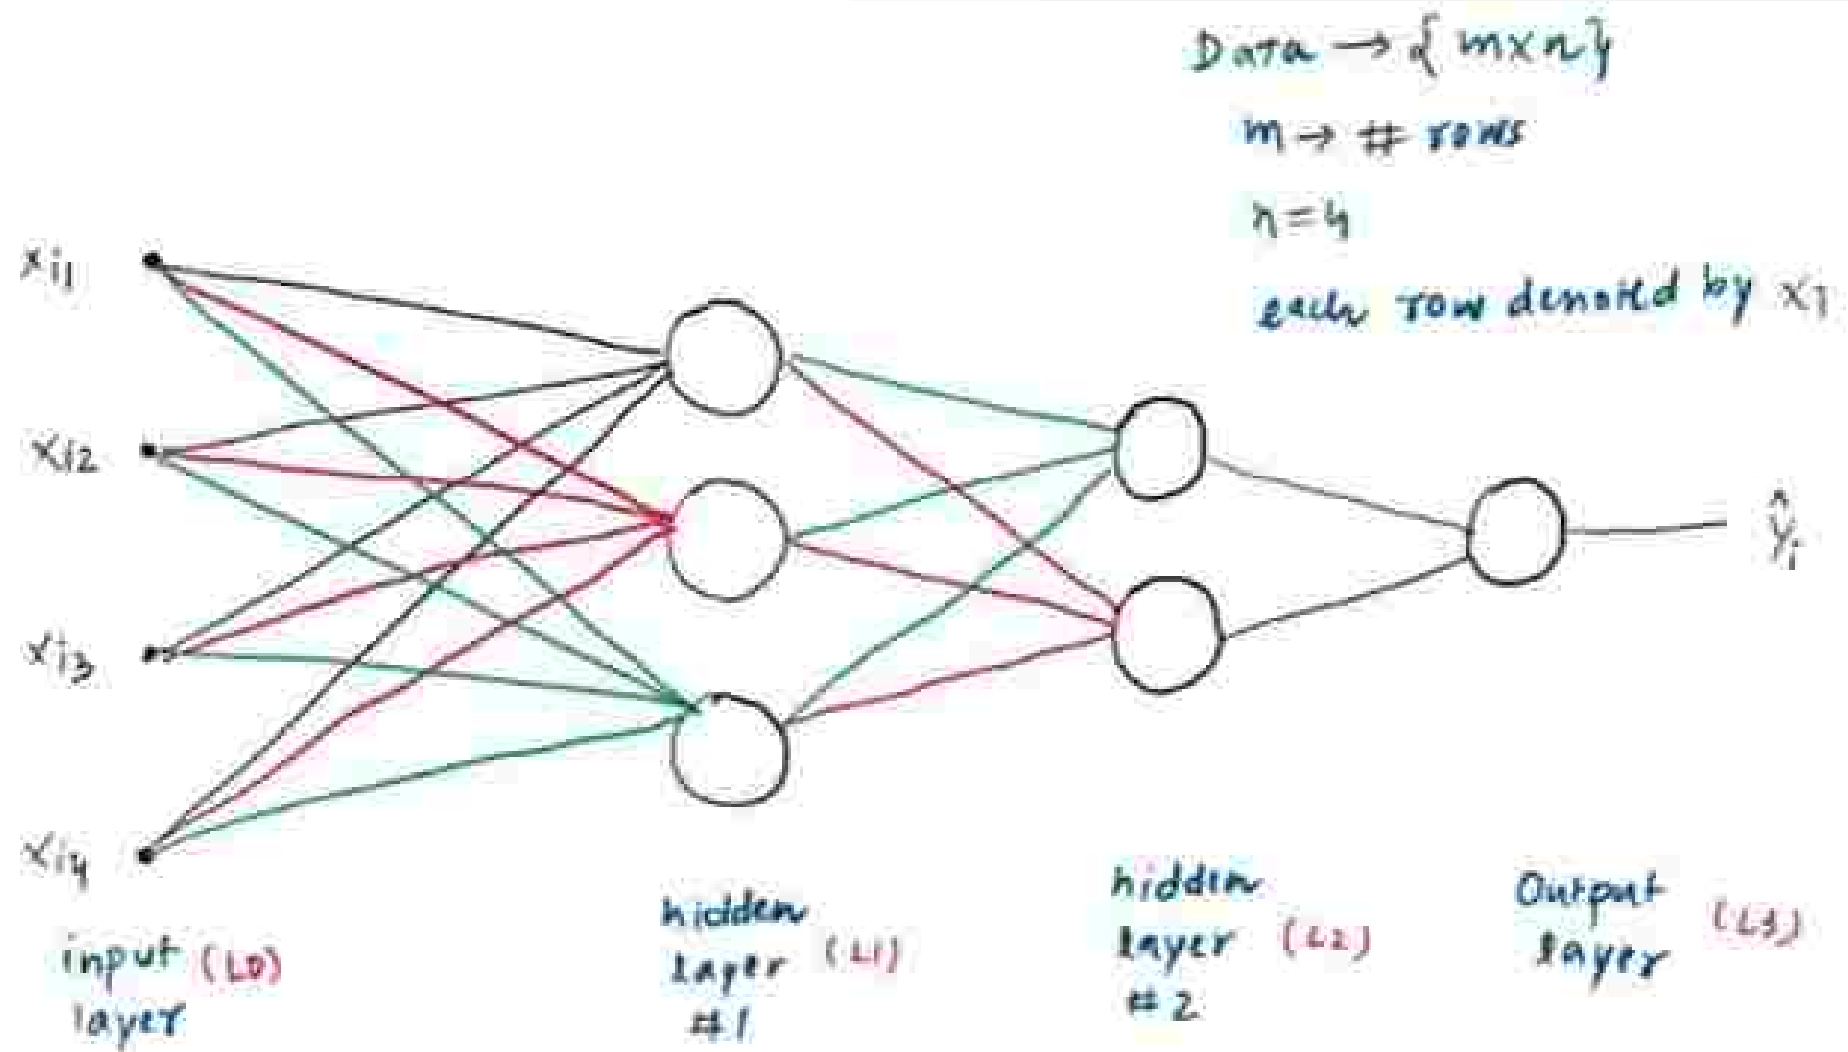 Data → { m×n }
m → # rows
n = 4
each row denoted by xi
xi1
xi2
xi3
xi4
ŷi
input layer (L0)
hidden layer #1 (L1)
hidden layer #2 (L2)
Output layer (L3)